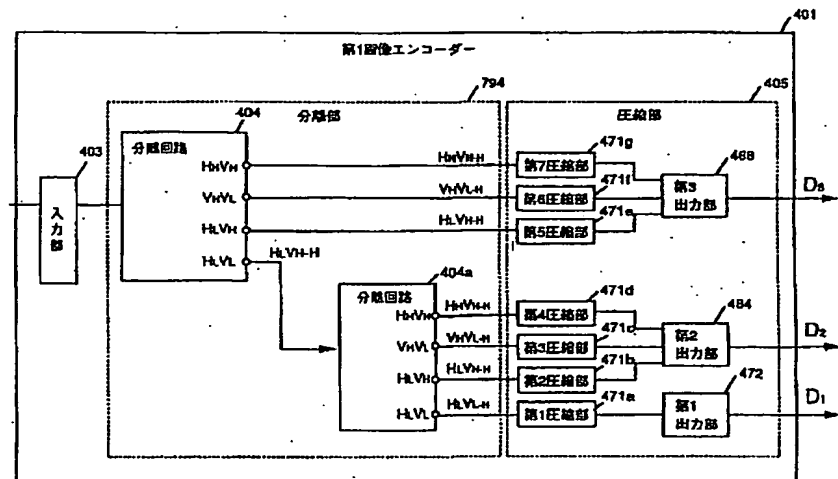 401
第1画像エンコーダー
794
405
分離部
圧縮部
404
403
分離回路
入力部
HHVH
VHVL
HLVH
HLVL
HHVH-H
VHVL-H
HLVH-H
HLVH-H
471g
第7圧縮部
471f
第6圧縮部
471e
第5圧縮部
468
第3出力部
404a
分離回路
HHVH
VHVL
HLVH
HLVL
HHVH-H
VHVL-H
HLVH-H
HLVL-H
471d
第4圧縮部
471c
第3圧縮部
471b
第2圧縮部
471a
第1圧縮部
484
第2出力部
D2
472
第1出力部
D1